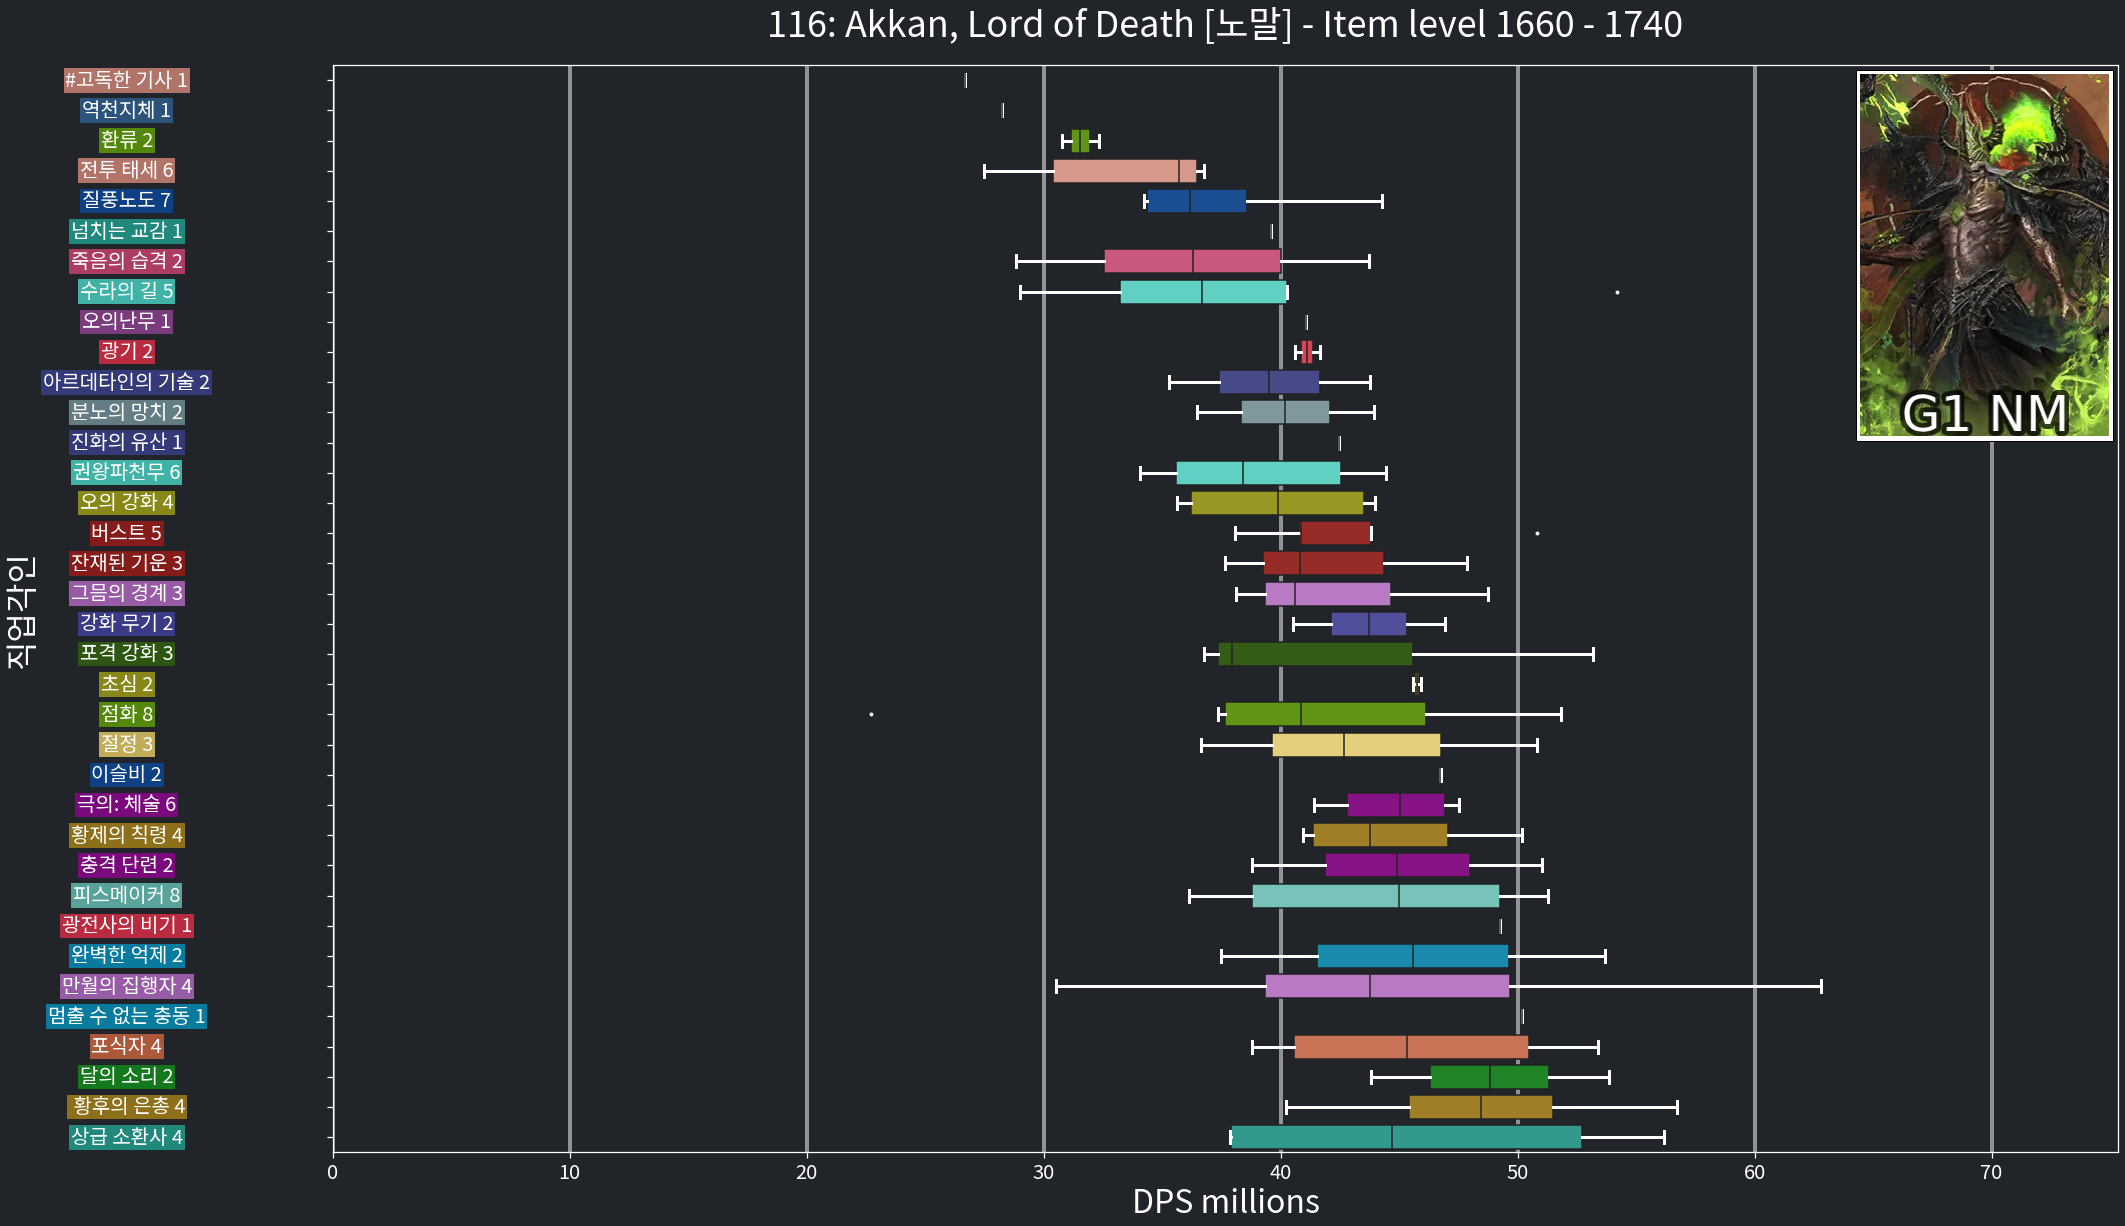 116: Akkan, Lord of Death [노말] - Item level 1660 - 1740
#고독한 기사 1
역천지체 1
환류 2
전투 태세 6
질풍노도 7
넘치는 교감 1
죽음의 습격 2
수라의 길 5
오의난무 1
광기 2
아르데타인의 기술 2
분노의 망치 2
진화의 유산 1
권왕파천무 6
오의 강화 4
버스트 5
잔재된 기운 3
그믐의 경계 3
강화 무기 2
포격 강화 3
초심 2
점화 8
절정 3
이슬비 2
극의: 체술 6
황제의 칙령 4
충격 단련 2
피스메이커 8
광전사의 비기 1
완벽한 억제 2
만월의 집행자 4
멈출 수 없는 충동 1
포식자 4
달의 소리 2
황후의 은총 4
상급 소환사 4
직업각인
G1 NM
0 10 20 30 40 50 60 70
DPS millions